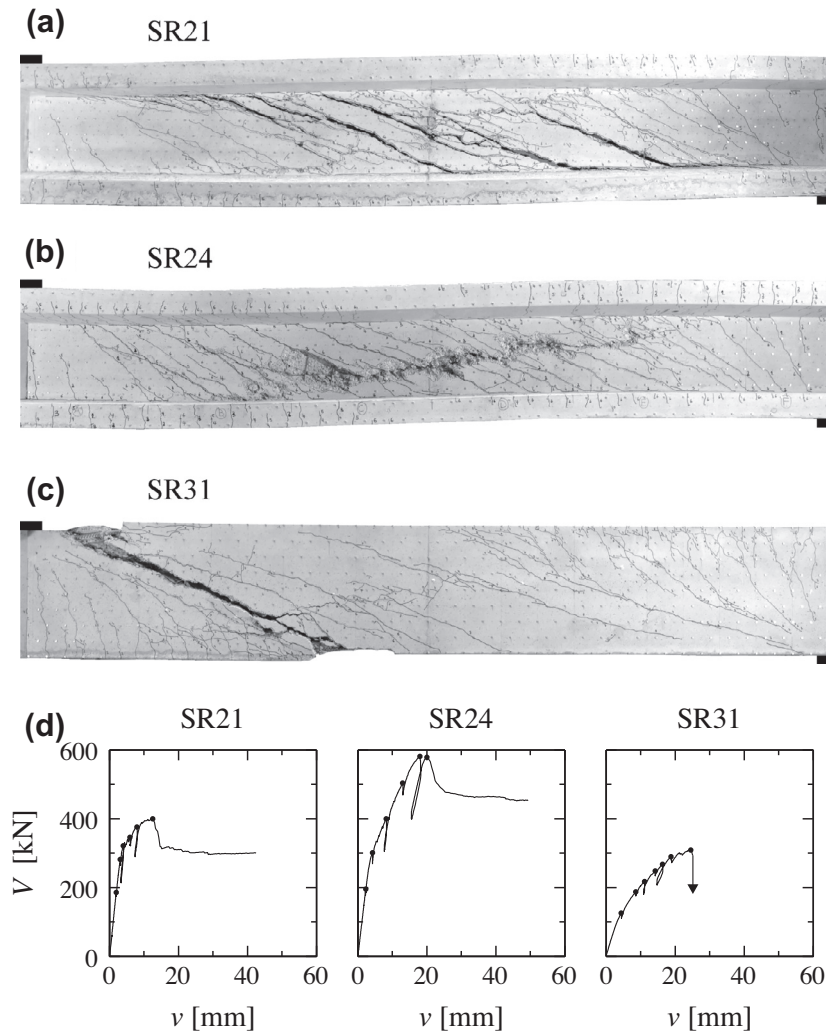 (a) SR21
(b) SR24
(c) SR31
(d) SR21 SR24 SR31
V [kN]
600
400
200
0
0 20 40 60 0 20 40 60 0 20 40 60
v [mm] v [mm] v [mm]